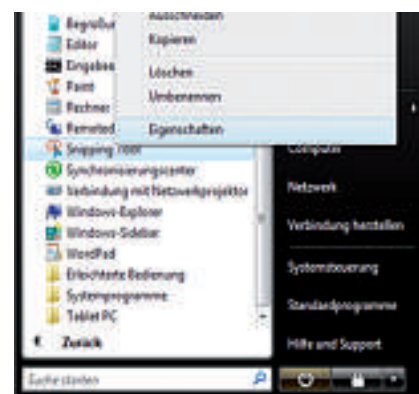 Ausschneiden
Kopieren
Löschen
Umbenennen
Eigenschaften
Editor
Paint
Rechner
Snipping Tool
Synchronisierungscenter
Verbindung mit Netzwerkprojektor
Windows-Explorer
Windows-Sidebar
WordPad
Erleichterte Bedienung
Systemprogramme
Tablet PC
Zurück
Suche starten
Computer
Netzwerk
Verbindung herstellen
Systemsteuerung
Standardprogramme
Hilfe und Support